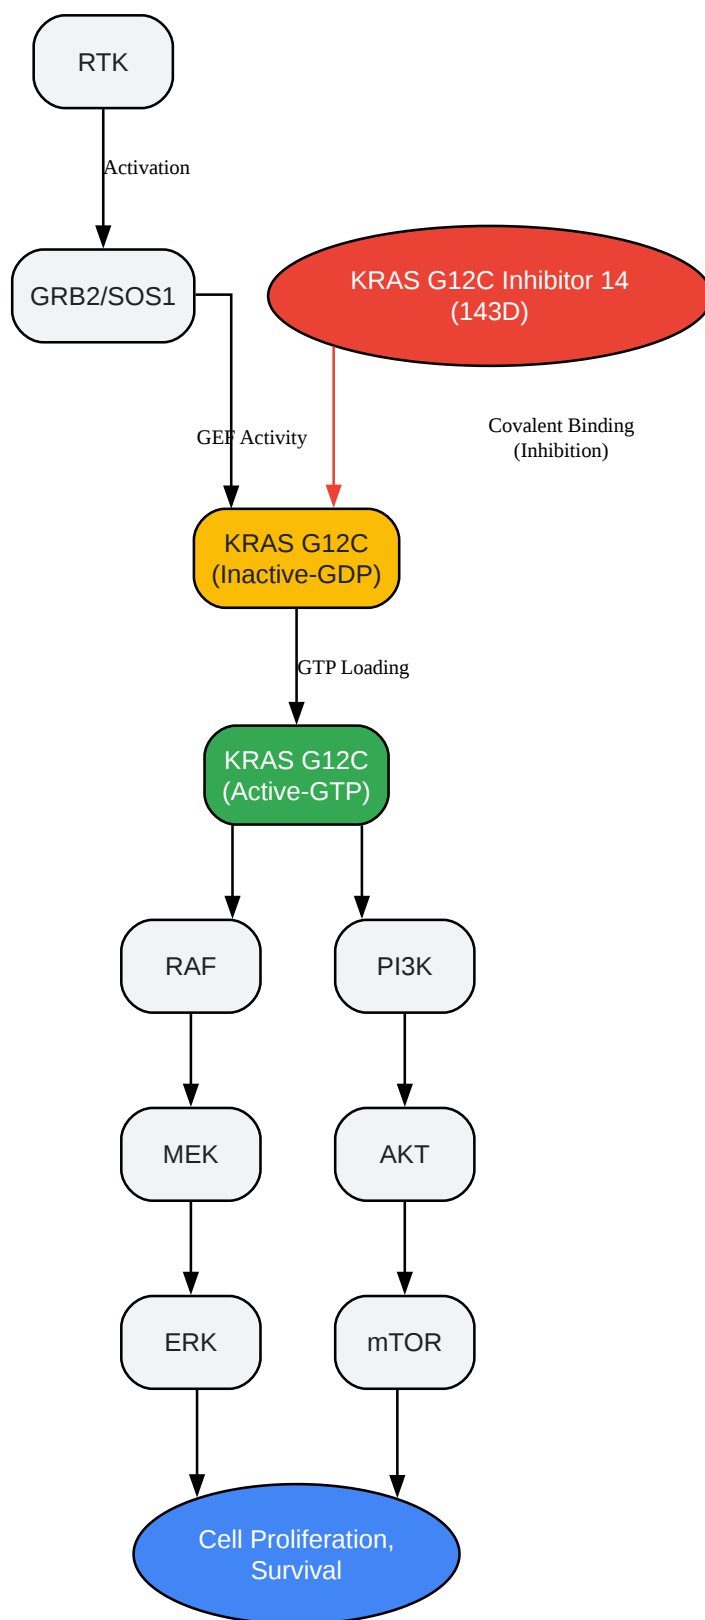 RTK
Activation
GRB2/SOS1
KRAS G12C Inhibitor 14
(143D)
GEF Activity
Covalent Binding
(Inhibition)
KRAS G12C
(Inactive-GDP)
GTP Loading
KRAS G12C
(Active-GTP)
RAF
PI3K
MEK
AKT
ERK
mTOR
Cell Proliferation,
Survival